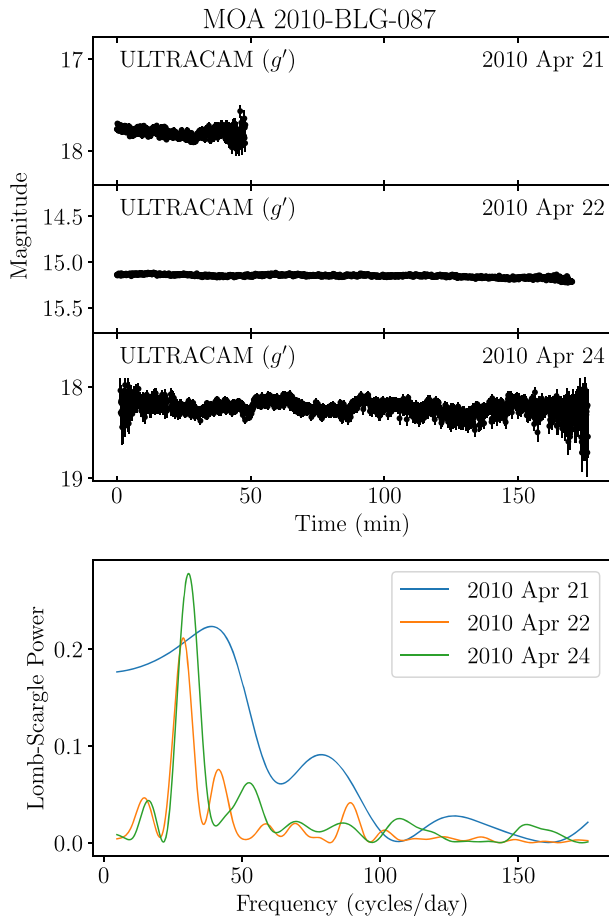 MOA 2010-BLG-087
ULTRACAM (g′) 2010 Apr 21
17
18
ULTRACAM (g′) 2010 Apr 22
14.5
15.0
15.5
Magnitude
ULTRACAM (g′) 2010 Apr 24
18
19
0 50 100 150
Time (min)
2010 Apr 21
2010 Apr 22
2010 Apr 24
0.2
0.1
0.0
Lomb-Scargle Power
0 50 100 150
Frequency (cycles/day)